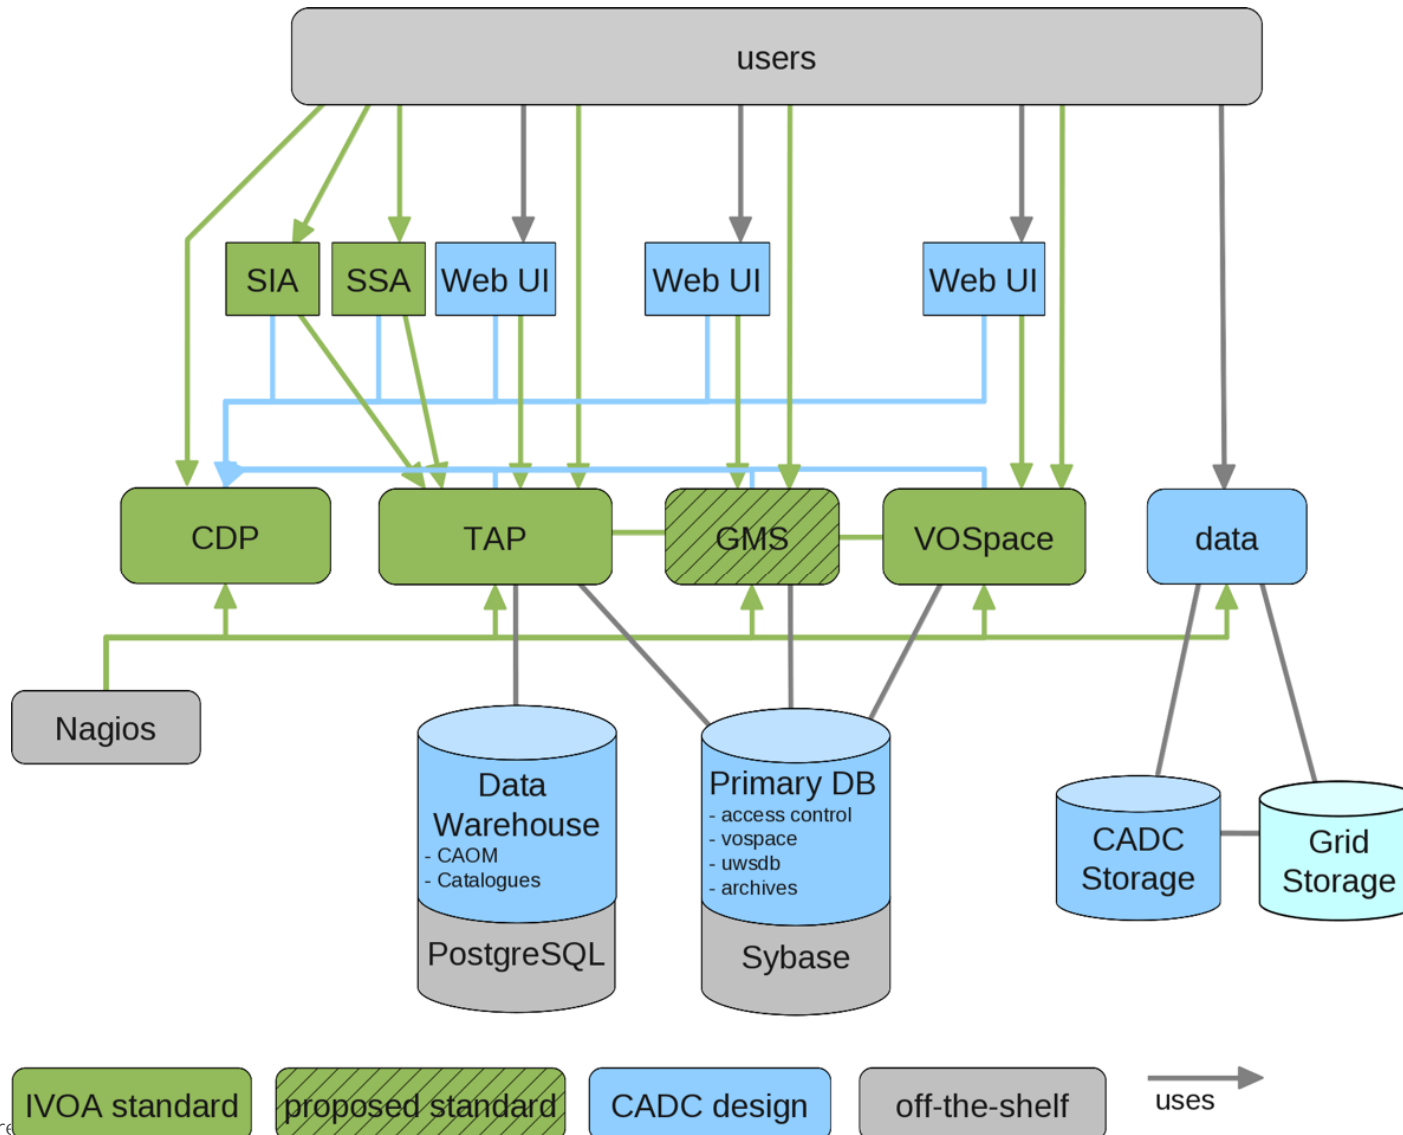 users
SIA
SSA
Web UI
Web UI
Web UI
CDP
TAP
GMS
VOSpace
data
Nagios
Data
Warehouse
- CAOM
- Catalogues
PostgreSQL
Primary DB
- access control
- vospace
- uwsdb
- archives
Sybase
CADC
Storage
Grid
Storage
IVOA standard
proposed standard
CADC design
off-the-shelf
uses